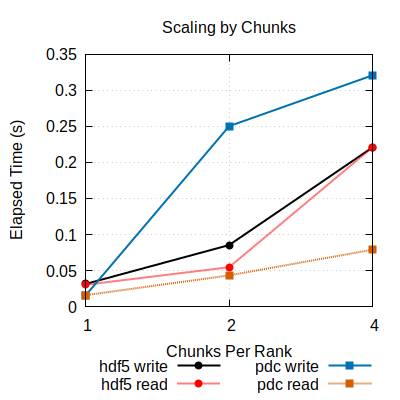 Scaling by Chunks
0.35
0.3
0.25
0.2
0.15
0.1
0.05
0
Elapsed Time (s)
1 2 4
Chunks Per Rank
hdf5 write pdc write
hdf5 read pdc read